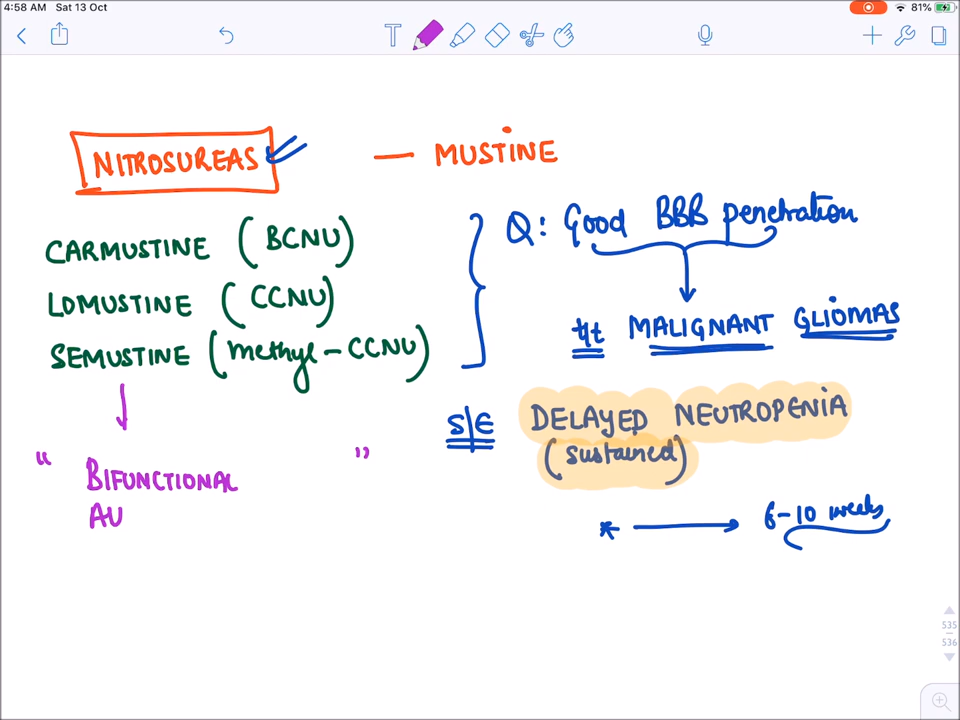 4:58 AM Sat 13 Oct
81%
T
NITROSUREAS — MUSTINE
CARMUSTINE (BCNU)
LOMUSTINE (CCNU)
SEMUSTINE (methyl-CCNU)
Q: Good BBB penetration
tt MALIGNANT GLIOMAS
S/E DELAYED NEUTROPENIA
(sustained)
* → 6-10 weeks
" BIFUNCTIONAL "
AU
535
536